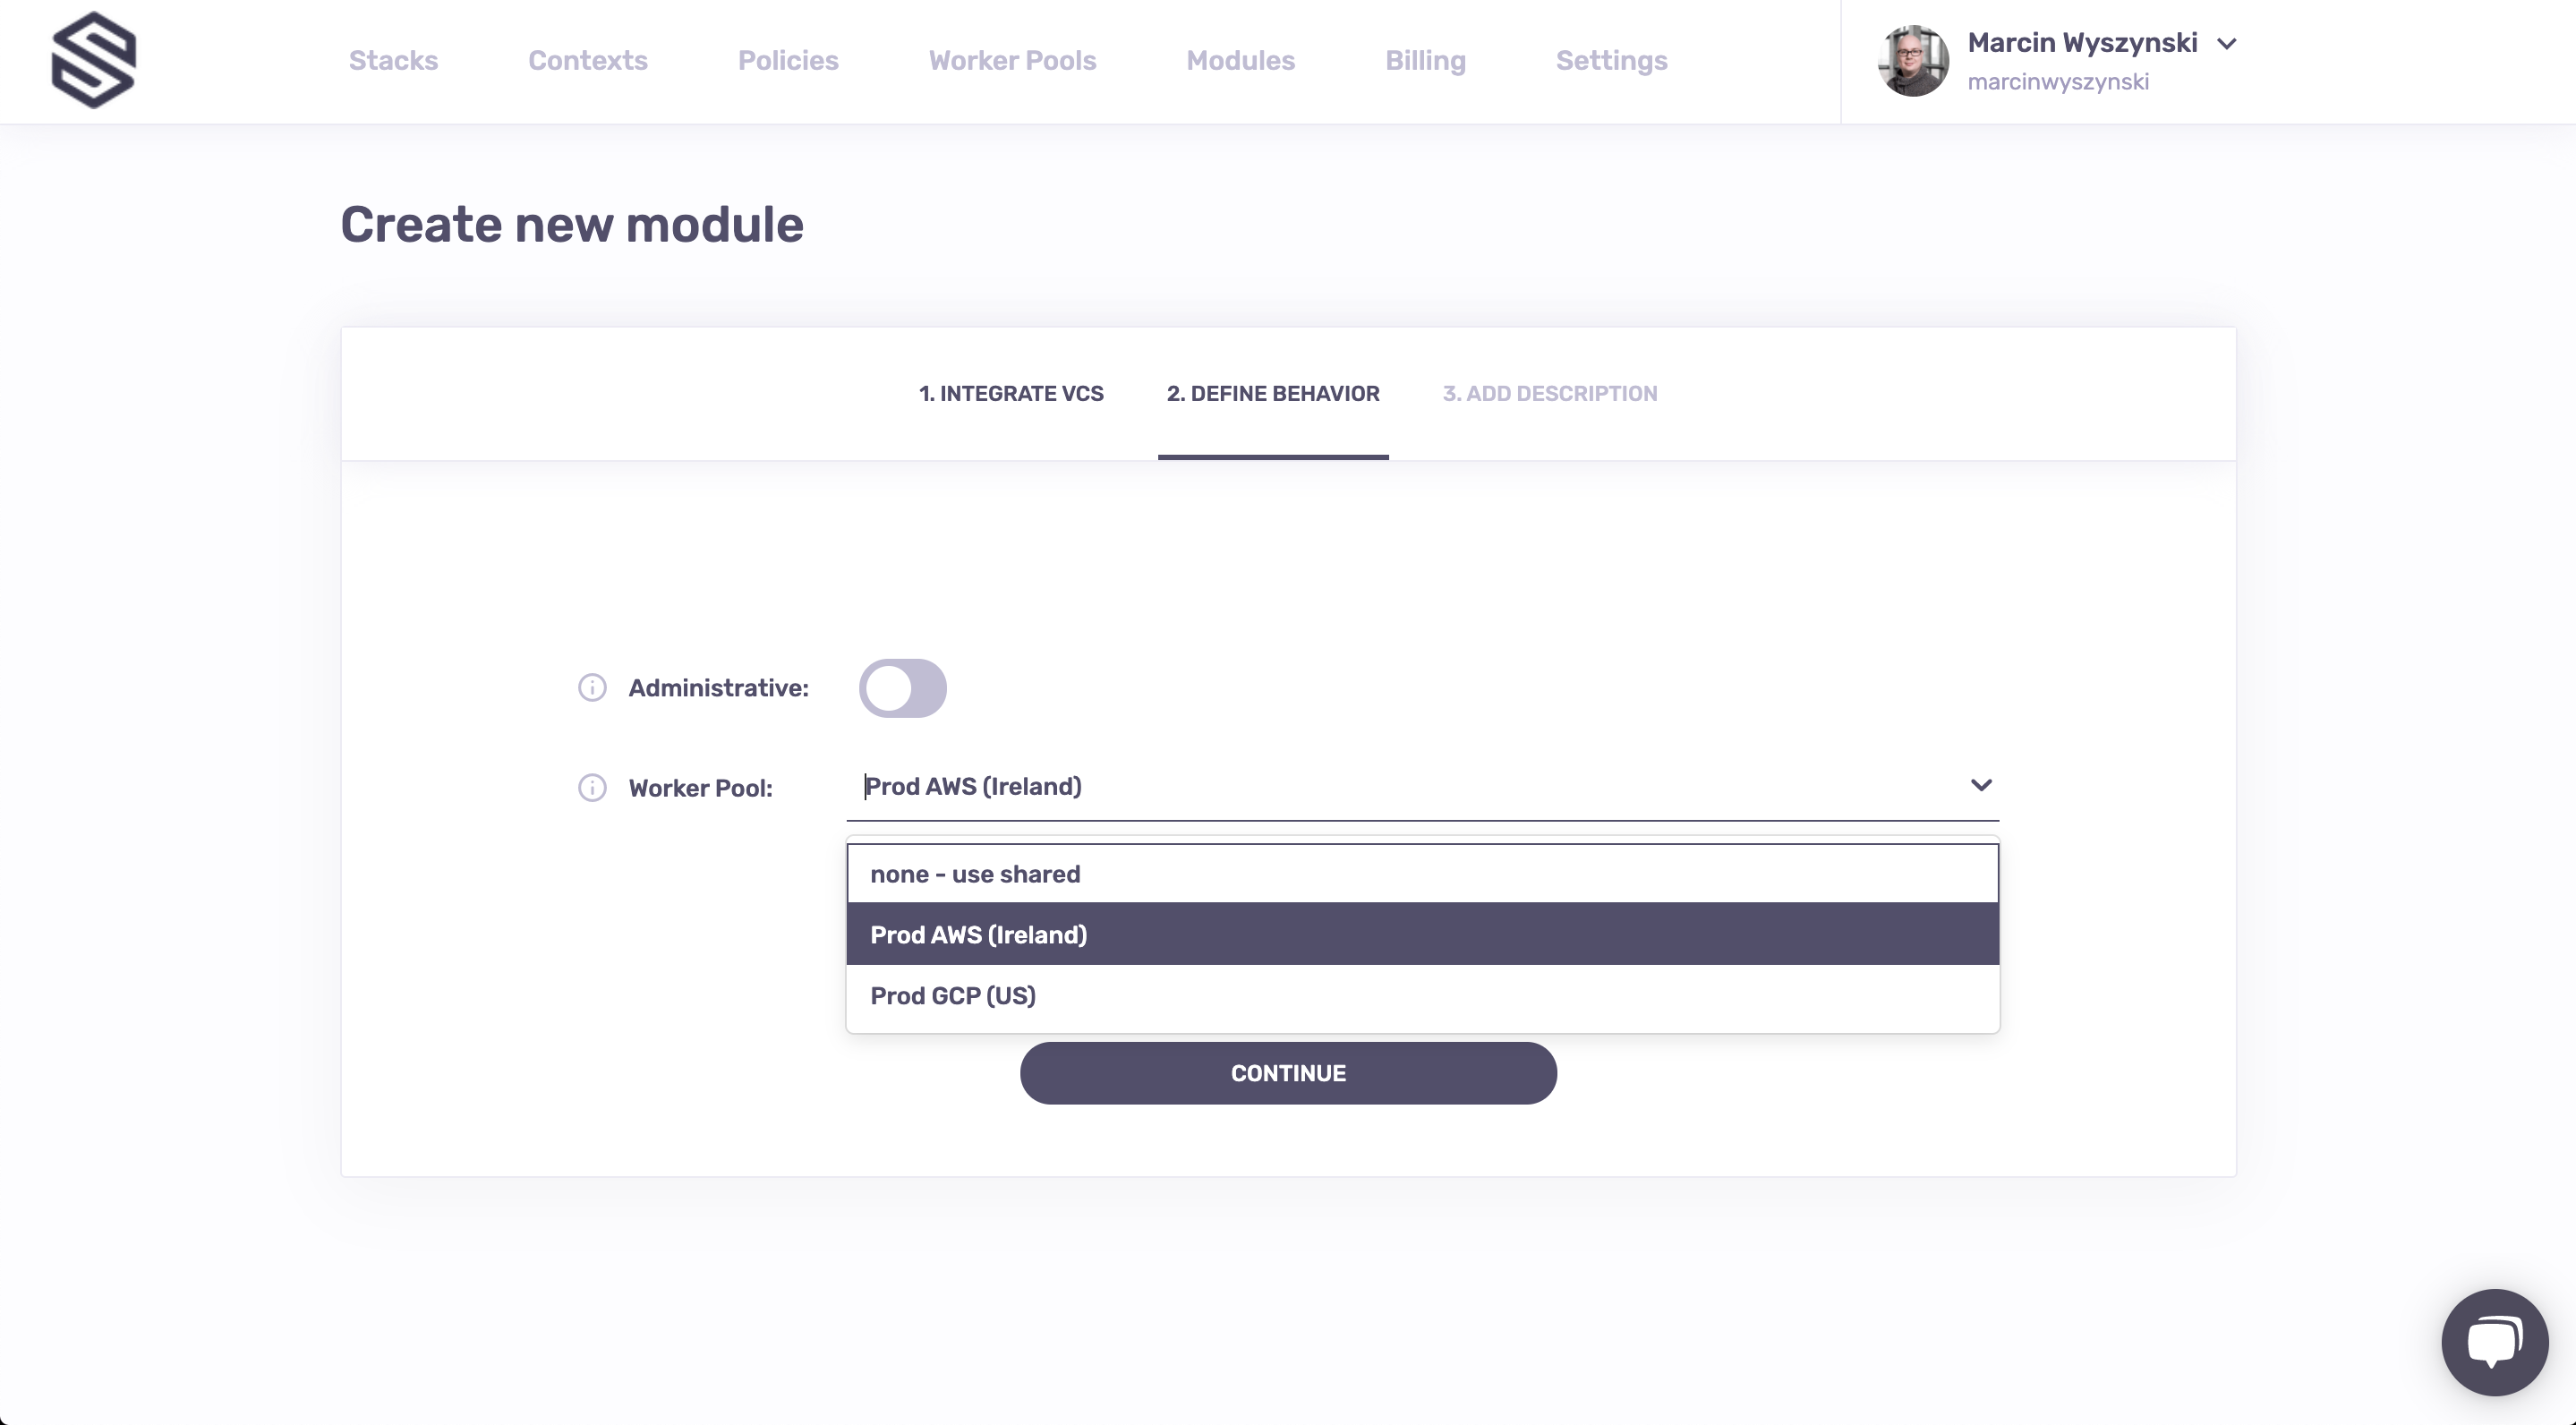 Stacks
Contexts
Policies
Worker Pools
Modules
Billing
Settings
Marcin Wyszynski
marcinwyszynski
Create new module
1. INTEGRATE VCS
2. DEFINE BEHAVIOR
3. ADD DESCRIPTION
Administrative:
Worker Pool:
Prod AWS (Ireland)
none - use shared
Prod AWS (Ireland)
Prod GCP (US)
CONTINUE